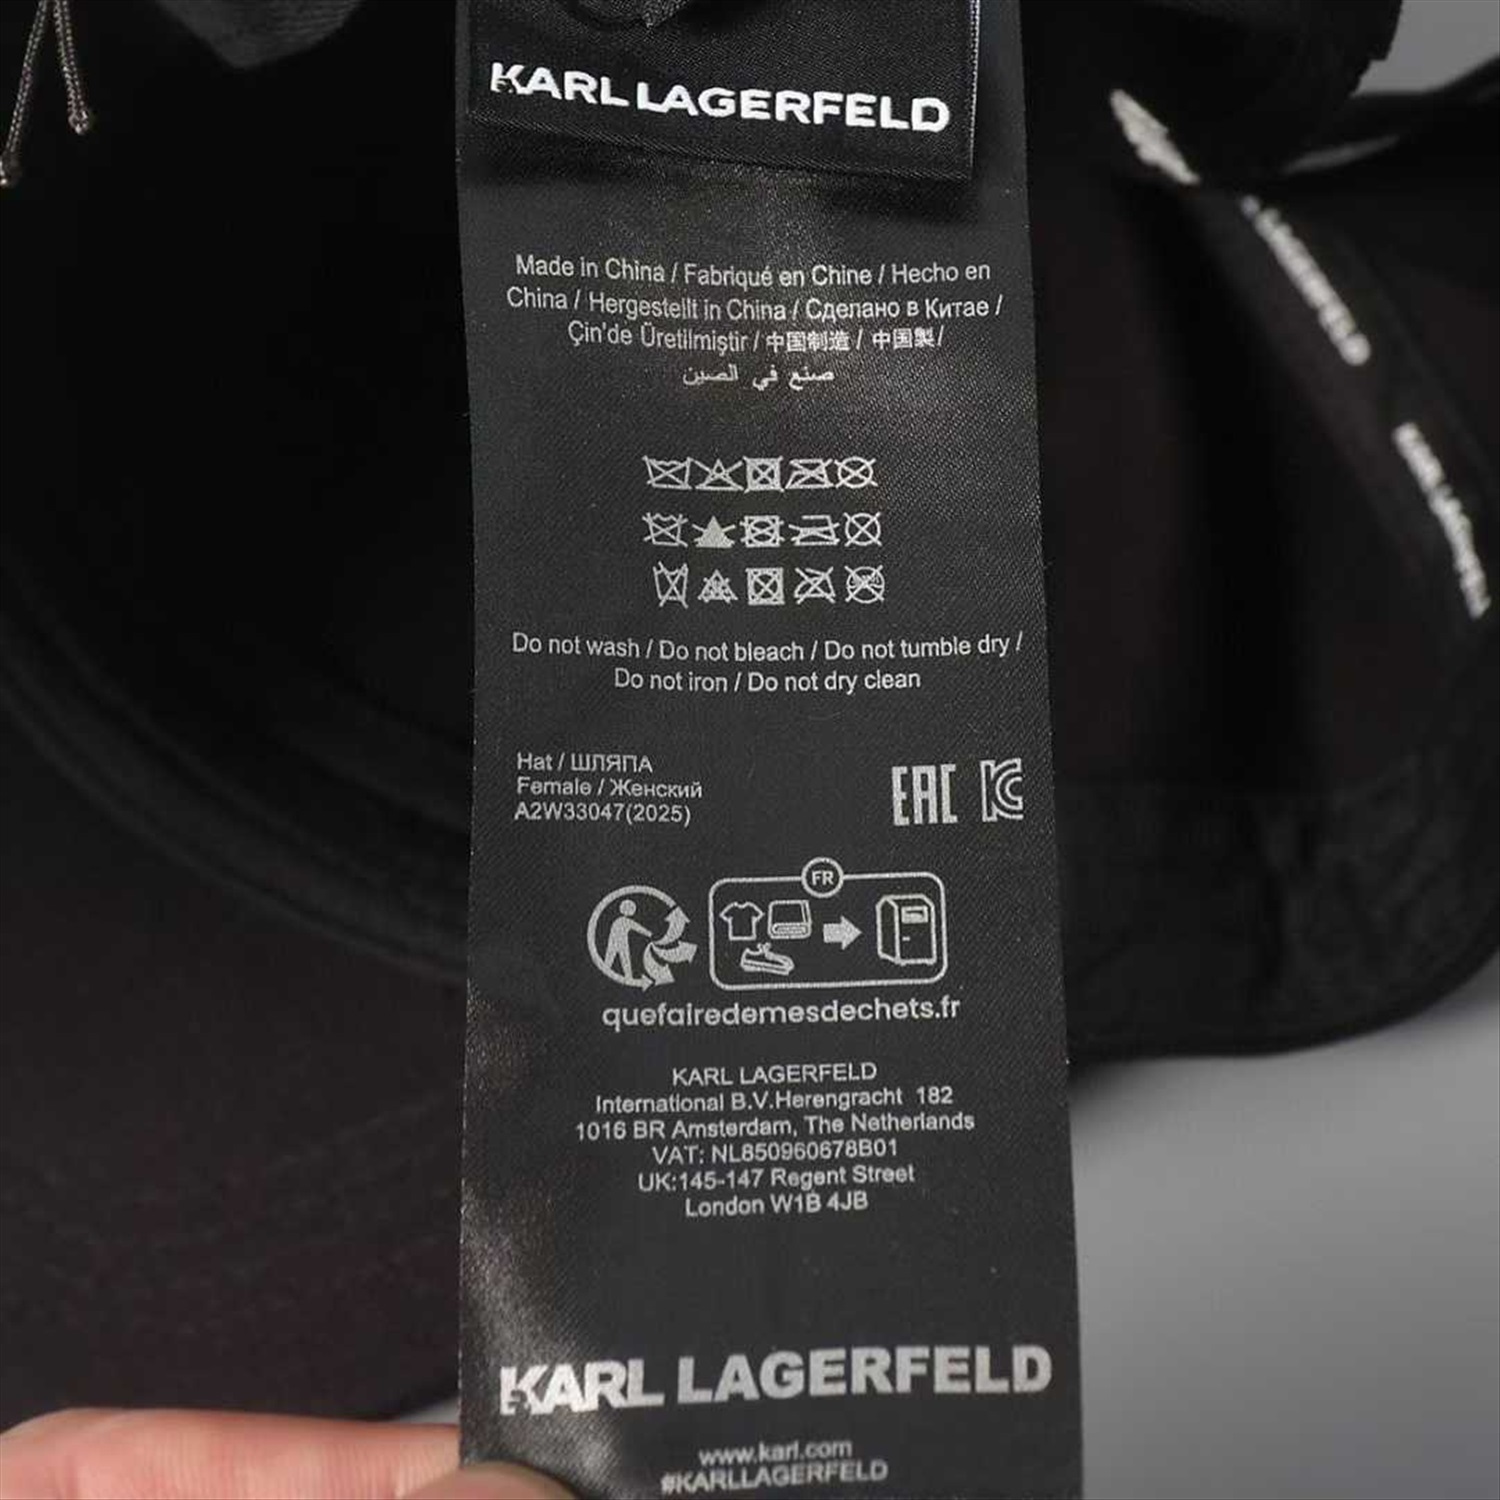 KARL LAGERFELD
Made in China / Fabriqué en Chine / Hecho en
China / Hergestellt in China / Сделано в Китае /
Çin'de Üretilmiştir / 中国制造 / 中国製/
صنع في الصين
Do not wash / Do not bleach / Do not tumble dry /
Do not iron / Do not dry clean
Hat / ШЛЯПА
Female / Женский
A2W33047(2025)
EAC KC
FR
quefairedemesdechets.fr
KARL LAGERFELD
International B.V.Herengracht 182
1016 BR Amsterdam, The Netherlands
VAT: NL850960678B01
UK:145-147 Regent Street
London W1B 4JB
KARL LAGERFELD
www.karl.com
#KARLLAGERFELD
LAGERFELD
KARL LAGERFELD